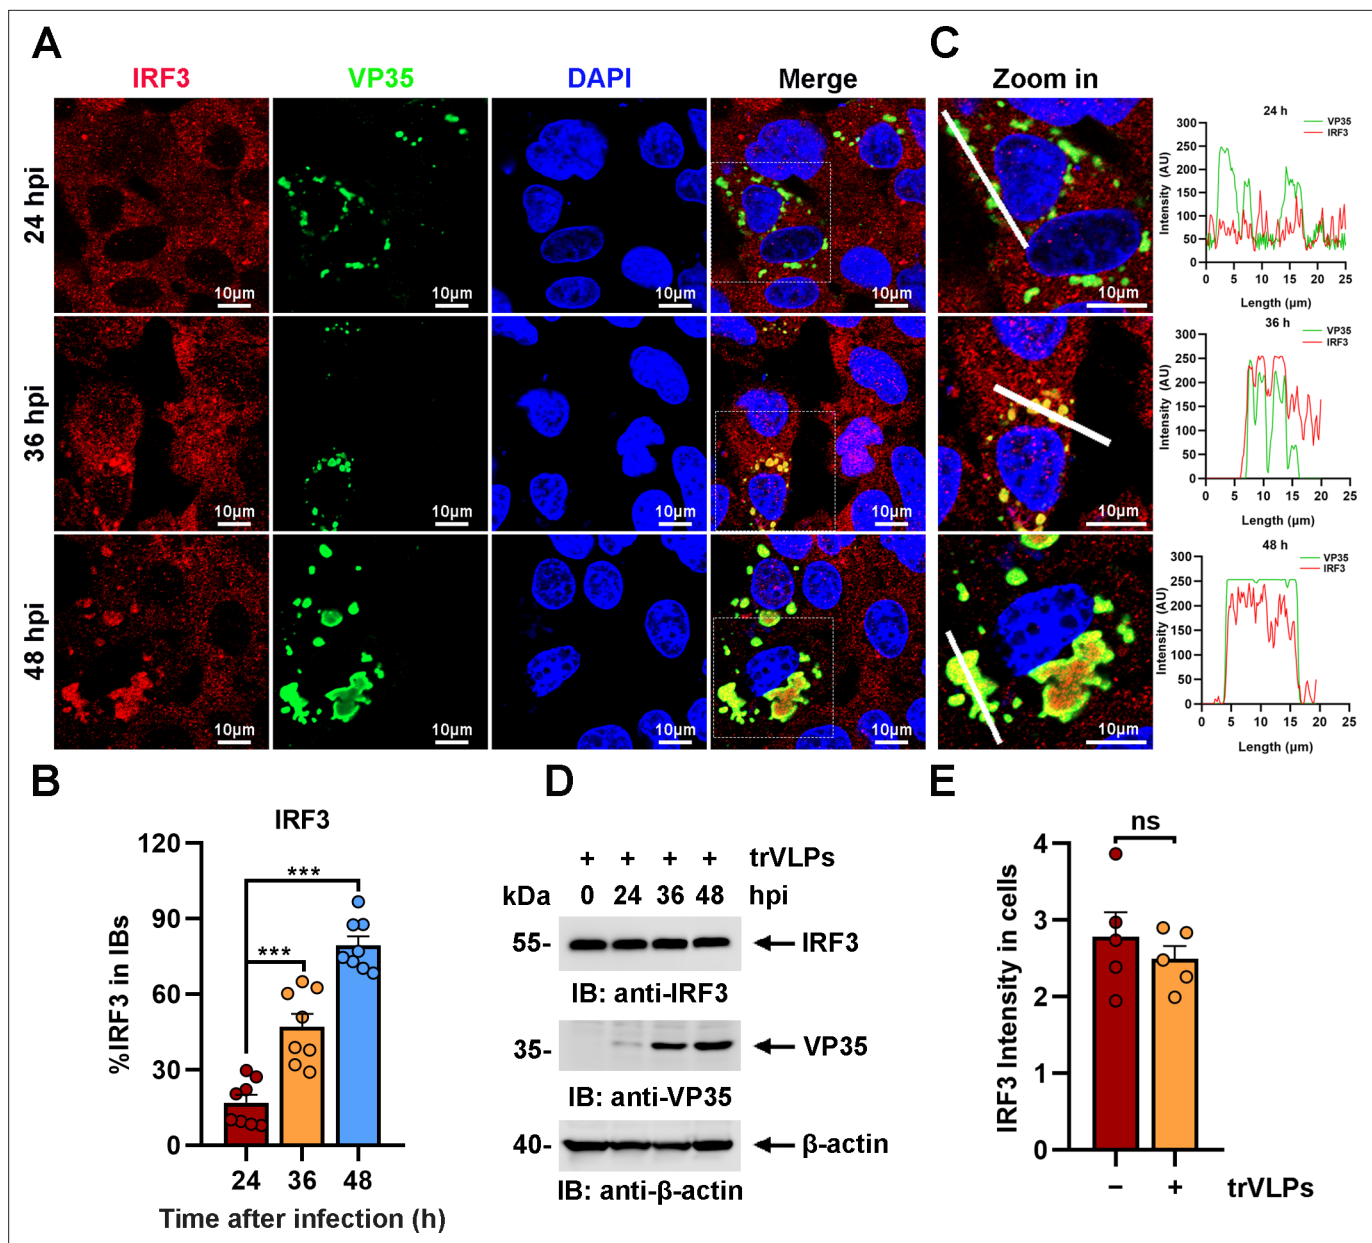 A
C
IRF3
VP35
DAPI
Merge
Zoom in
24 hpi
10μm
10μm
10μm
10μm
10μm
24 h
VP35
IRF3
Intensity (AU)
300
250
200
150
100
50
0
0 5 10 15 20 25
Length (μm)
36 hpi
10μm
10μm
10μm
10μm
10μm
36 h
VP35
IRF3
Intensity (AU)
300
250
200
150
100
50
0
0 5 10 15 20 25
Length (μm)
48 hpi
10μm
10μm
10μm
10μm
10μm
48 h
VP35
IRF3
Intensity (AU)
300
250
200
150
100
50
0
0 5 10 15 20 25
Length (μm)
B
IRF3
%IRF3 in IBs
120
90
60
30
0
***
***
24 36 48
Time after infection (h)
D
+ + + + trVLPs
kDa 0 24 36 48 hpi
55- IRF3
IB: anti-IRF3
35- VP35
IB: anti-VP35
40- β-actin
IB: anti-β-actin
E
IRF3 Intensity in cells
4
3
2
1
0
ns
− + trVLPs